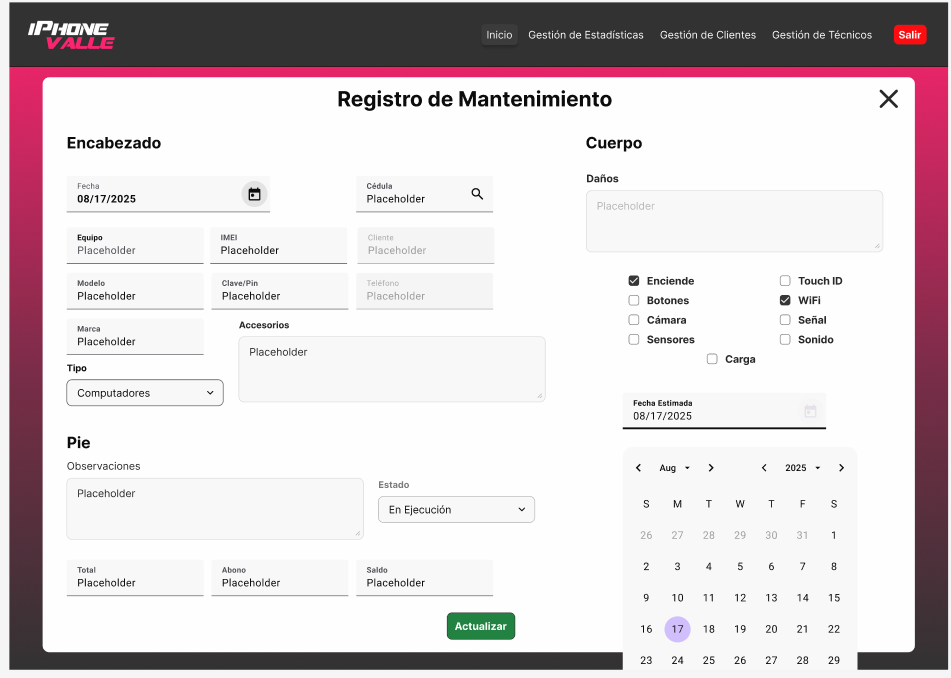 IPHONE
VALLE
Inicio
Gestión de Estadísticas
Gestión de Clientes
Gestión de Técnicos
Salir
Registro de Mantenimiento
Encabezado
Fecha
08/17/2025
Cédula
Placeholder
Equipo
Placeholder
IMEI
Placeholder
Cliente
Placeholder
Modelo
Placeholder
Clave/Pin
Placeholder
Teléfono
Placeholder
Marca
Placeholder
Accesorios
Placeholder
Tipo
Computadores
Pie
Observaciones
Placeholder
Estado
En Ejecución
Total
Placeholder
Abono
Placeholder
Saldo
Placeholder
Actualizar
Cuerpo
Daños
Placeholder
Enciende
Touch ID
Botones
WiFi
Cámara
Señal
Sensores
Sonido
Carga
Fecha Estimada
08/17/2025
Aug 2025
S M T W T F S
26 27 28 29 30 31 1
2 3 4 5 6 7 8
9 10 11 12 13 14 15
16 17 18 19 20 21 22
23 24 25 26 27 28 29